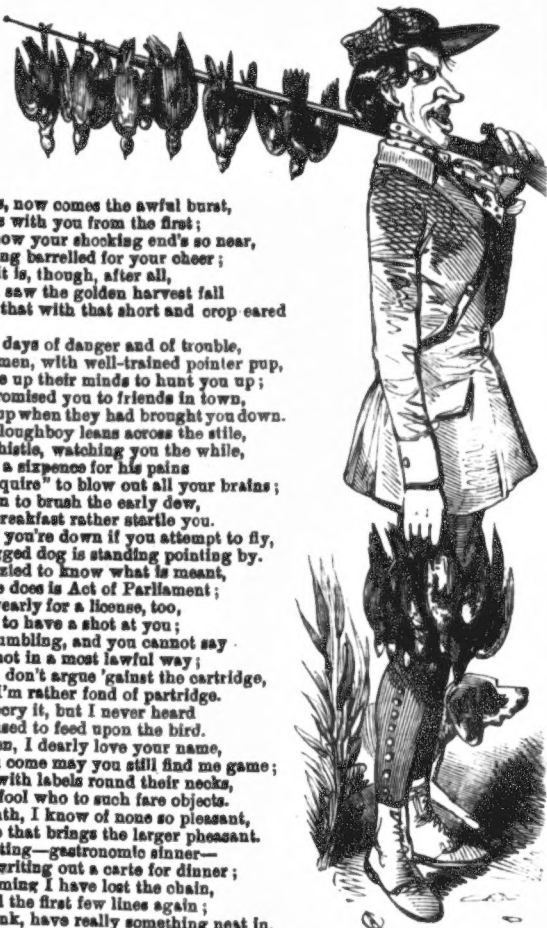 , now comes the awful burst,
s with you from the first;
ow your shocking end's so near,
ng barrelled for your cheer;
it is, though, after all,
saw the golden harvest fall
that with that short and crop-eared
days of danger and of trouble,
men, with well-trained pointer pup,
e up their minds to hunt you up;
romised you to friends in town,
up when they had brought you down.
loughboy leans across the stile,
histle, watching you the while,
a sixpence for his pains
quire" to blow out all your brains;
n to brush the early dew,
reakfast rather startle you.
you're down if you attempt to fly,
gged dog is standing pointing by.
zled to know what is meant,
e does is Act of Parliament;
early for a license, too,
to have a shot at you;
umbling, and you cannot say
hot in a most lawful way;
don't argue 'gainst the cartridge,
I'm rather fond of partridge.
ecry it, but I never heard
used to feed upon the bird.
en, I dearly love your name,
come may you still find me game;
with labels round their necks,
fool who to such fare objects.
th, I know of none so pleasant,
e that brings the larger pheasant.
ting—gastronomic sinner—
writing out a carte for dinner;
ming I have lost the chain,
l the first few lines again;
nk, have really something neat in,